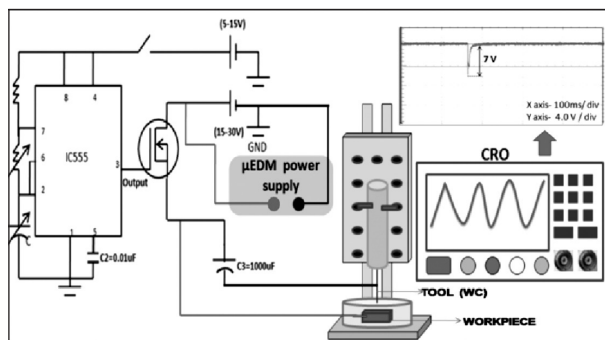 (5-15V)
8
4
7
6
2
IC555
3
Output
1
5
C
C2=0.01uF
(15-30V)
GND
µEDM power
supply
C3=1000uF
7 V
X axis- 100ms/ div
Y axis- 4.0 V / div
CRO
TOOL (WC)
WORKPIECE